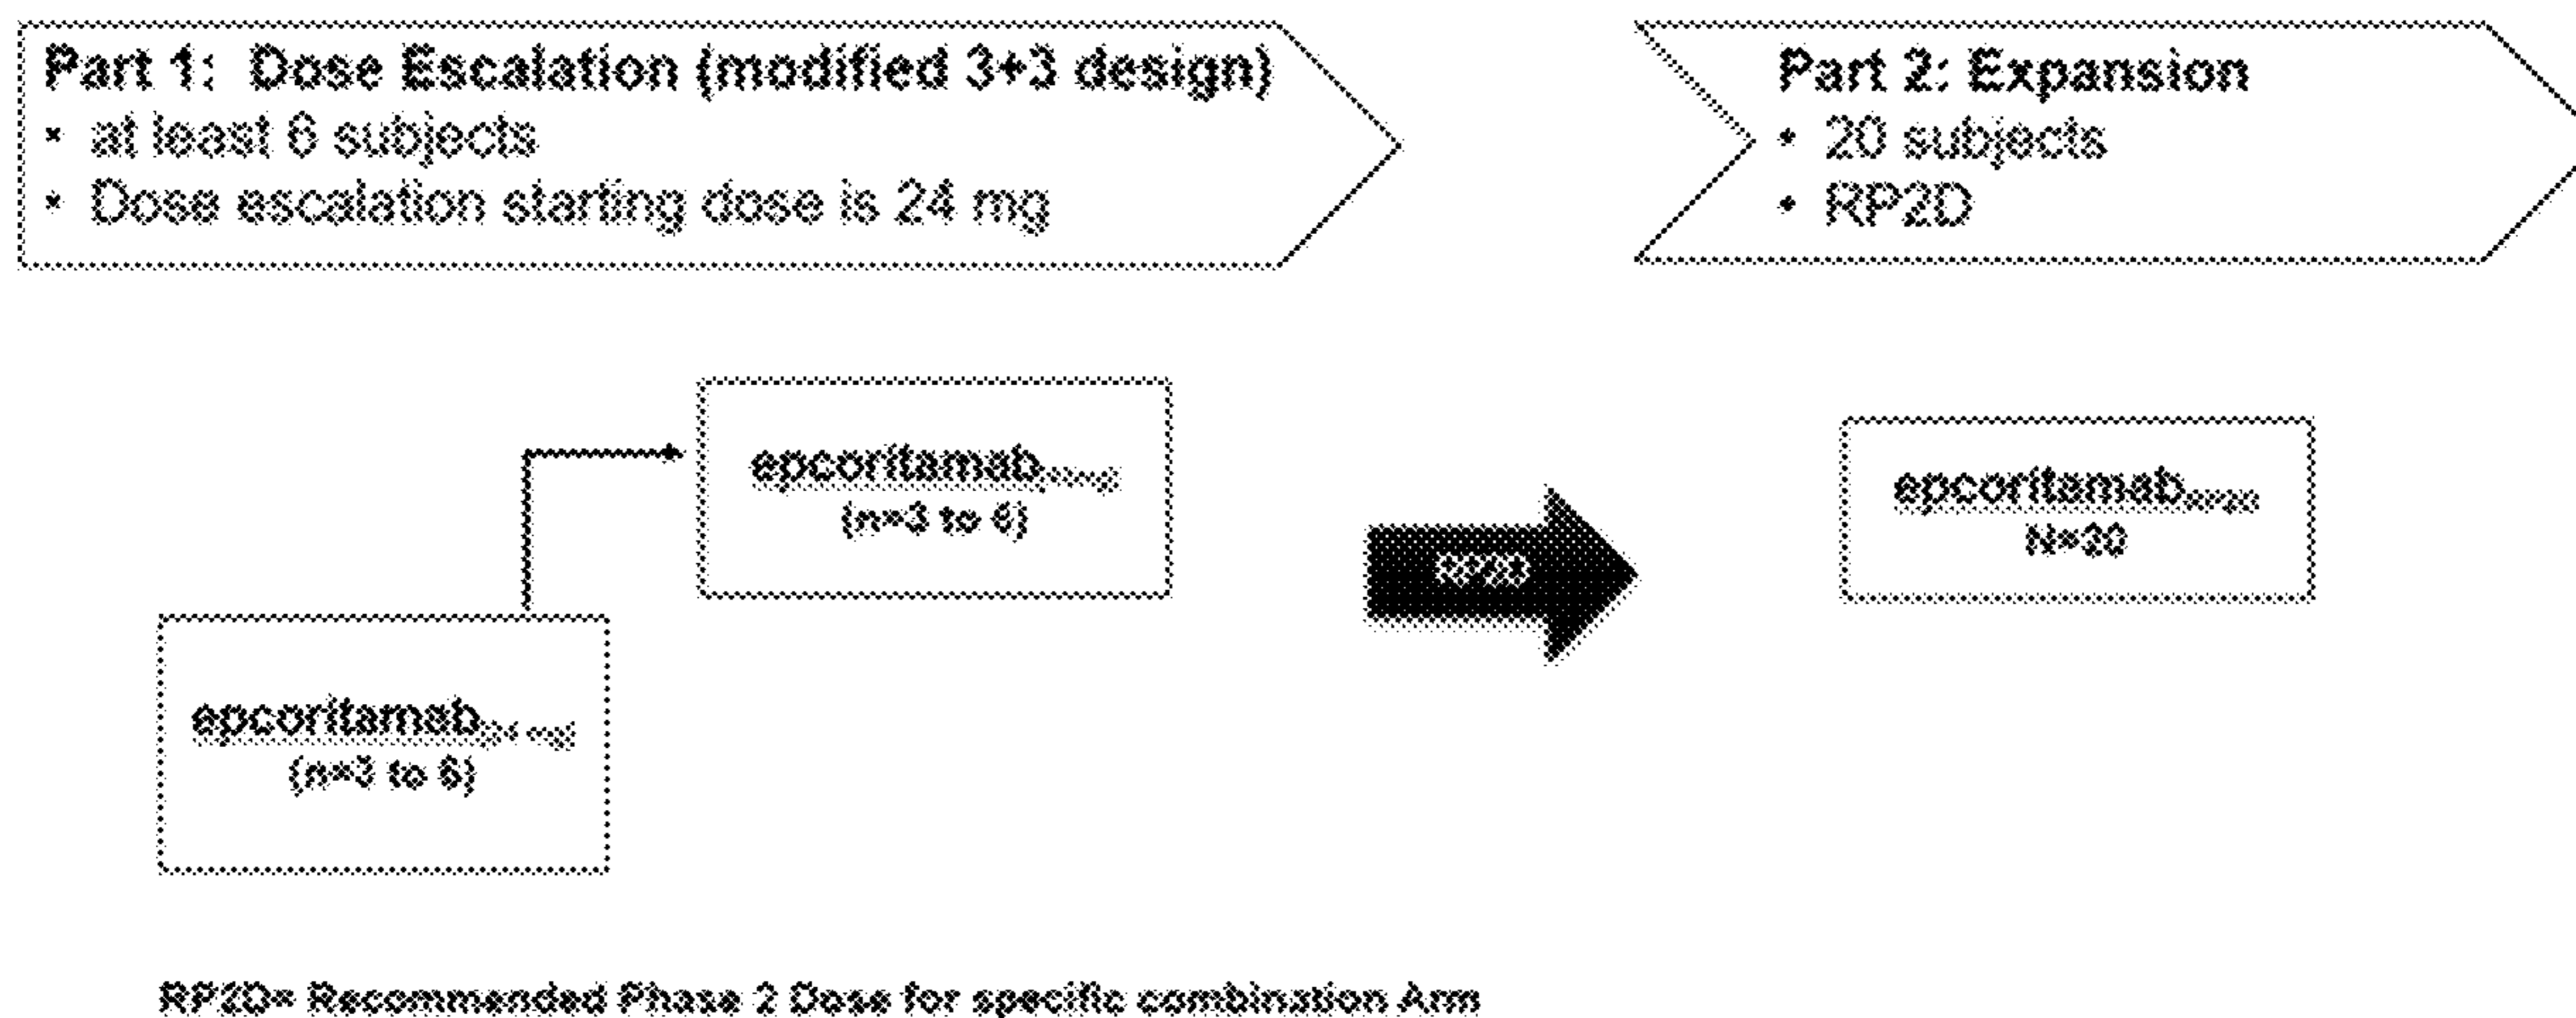 Part 1: Dose Escalation (modified 3+3 design)
• at least 6 subjects
• Dose escalation starting dose is 24 mg
Part 2: Expansion
• 20 subjects
• RP2D
epcoritamab
(n=3 to 6)
epcoritamab
N=20
epcoritamab 24 mg
(n=3 to 6)
RP2D= Recommended Phase 2 Dose for specific combination Arm